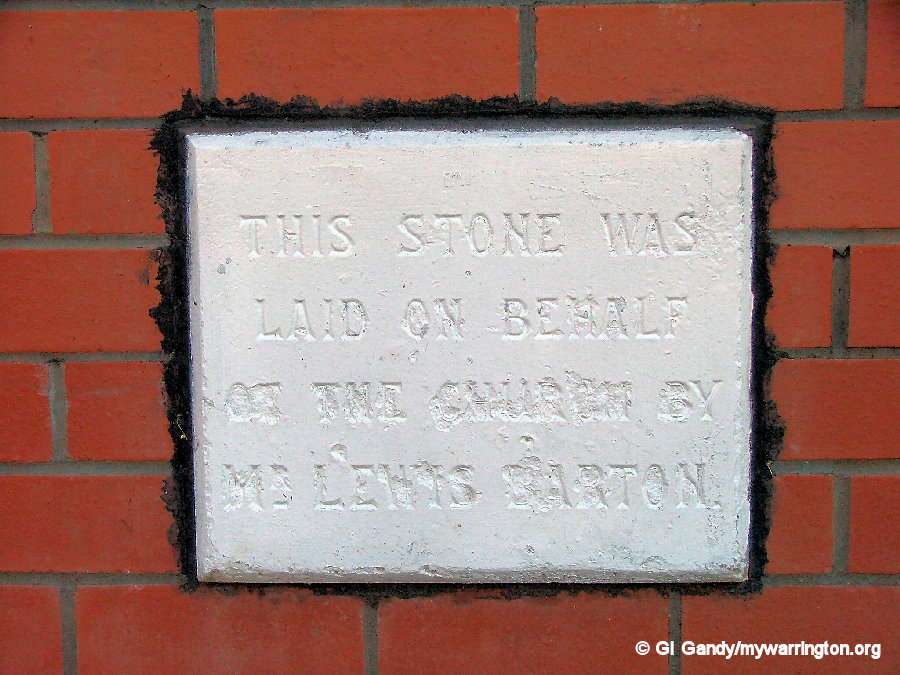 THIS STONE WAS
LAID ON BEHALF
OF THE CHURCH BY
MR LEWIS BARTON.
© GI Gandy/mywarrington.org